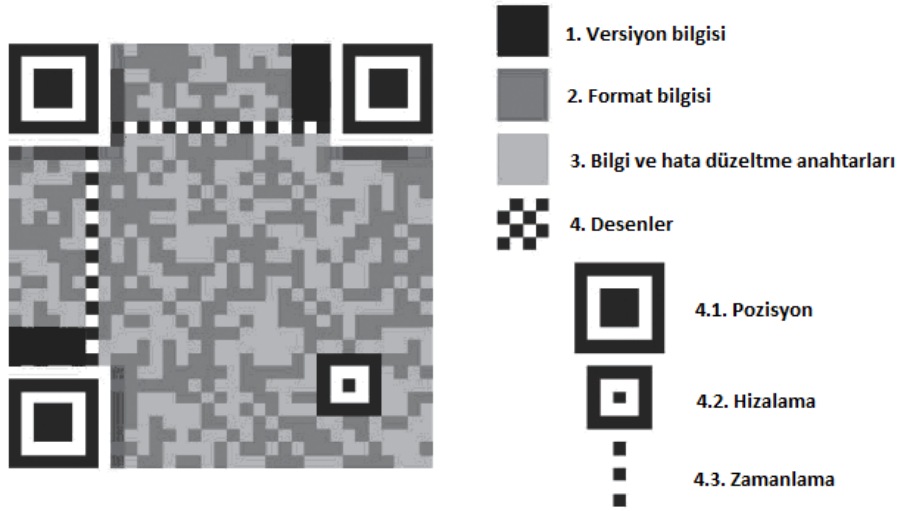 1. Versiyon bilgisi
2. Format bilgisi
3. Bilgi ve hata düzeltme anahtarları
4. Desenler
4.1. Pozisyon
4.2. Hizalama
4.3. Zamanlama